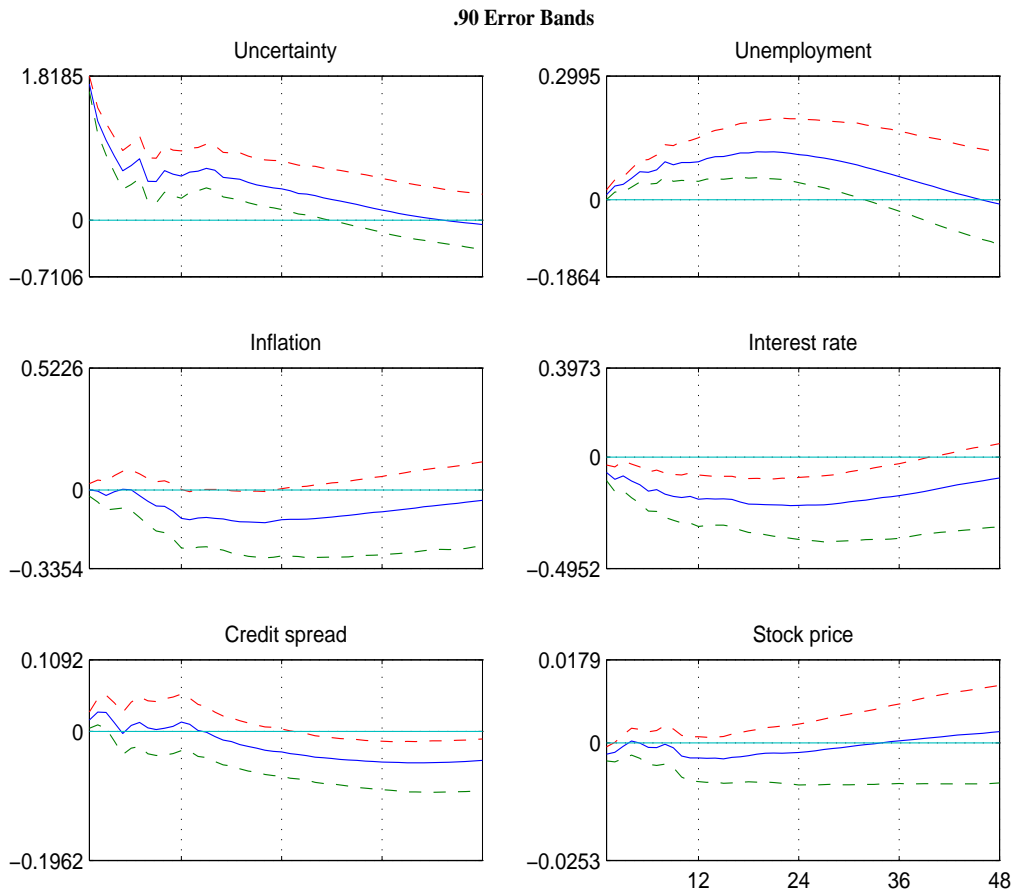 .90 Error Bands
Uncertainty
1.8185
0
−0.7106
Unemployment
0.2995
0
−0.1864
Inflation
0.5226
0
−0.3354
Interest rate
0.3973
0
−0.4952
Credit spread
0.1092
0
−0.1962
Stock price
0.0179
0
−0.0253
12 24 36 48